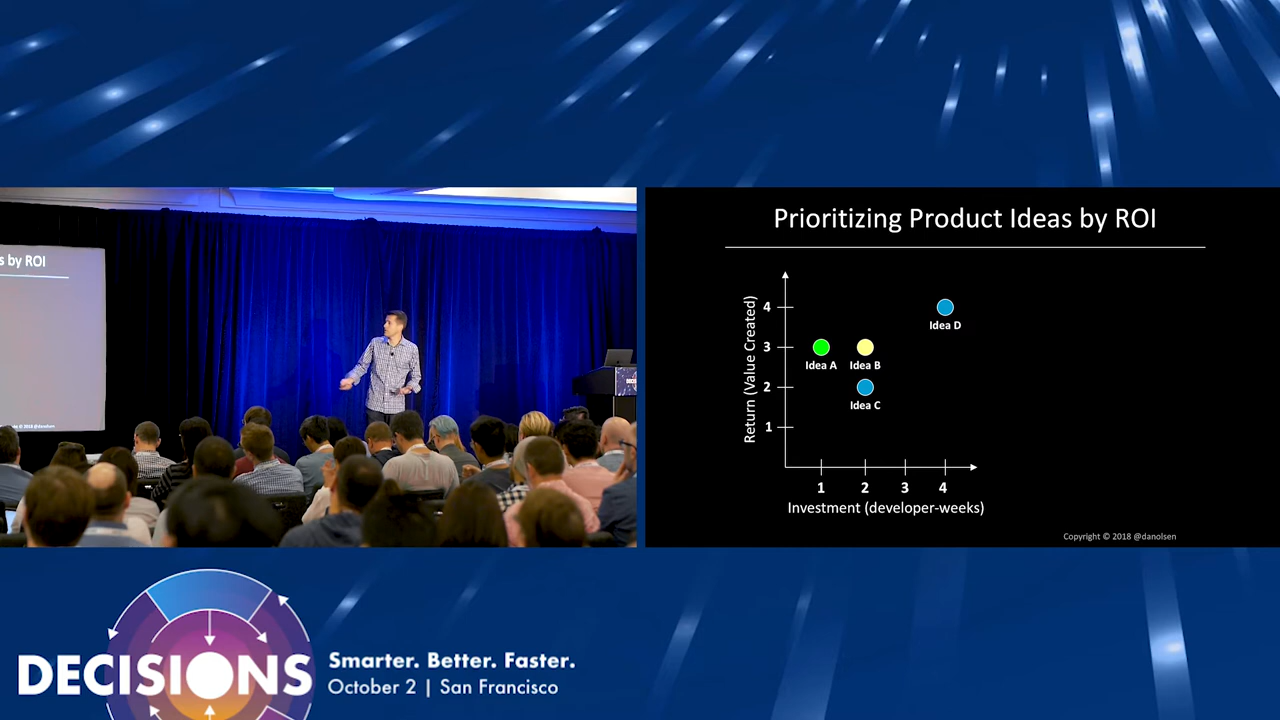 s by ROI
Prioritizing Product Ideas by ROI
Return (Value Created)
4
3
2
1
Idea D
Idea A
Idea B
Idea C
1 2 3 4
Investment (developer-weeks)
Copyright © 2018 @danolsen
DECISIONS
Smarter. Better. Faster.
October 2 | San Francisco